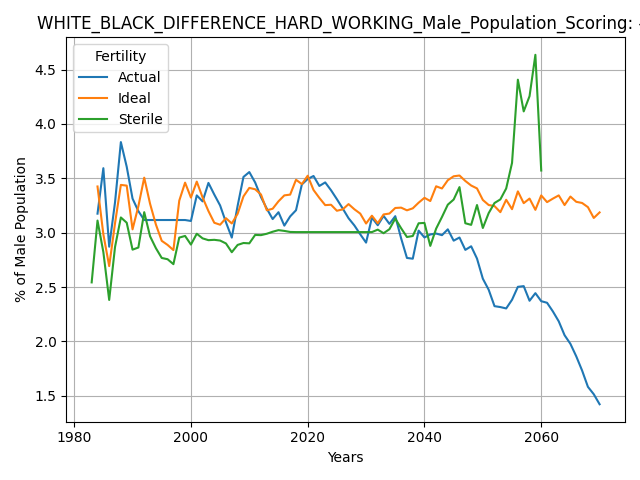 WHITE_BLACK_DIFFERENCE_HARD_WORKING_Male_Population_Scoring:
Fertility
Actual
Ideal
Sterile
4.5
4.0
3.5
3.0
2.5
2.0
1.5
% of Male Population
1980
2000
2020
2040
2060
Years